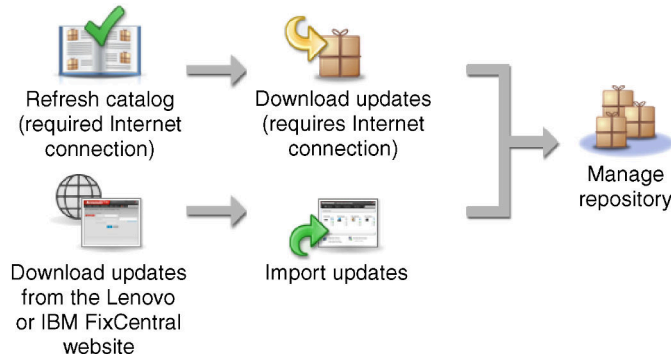 Refresh catalog
(required Internet
connection)
Download updates
(requires Internet
connection)
Manage
repository
Download updates
from the Lenovo
or IBM FixCentral
website
Import updates